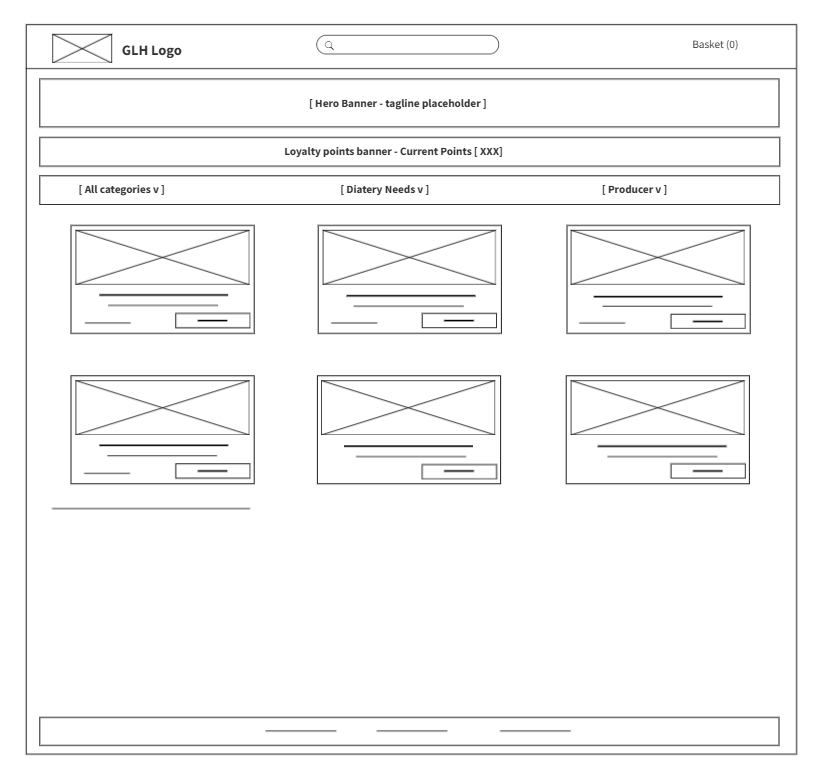 GLH Logo
Basket (0)
[ Hero Banner - tagline placeholder ]
Loyalty points banner - Current Points [ XXX]
[ All categories v ]
[ Diatery Needs v ]
[ Producer v ]